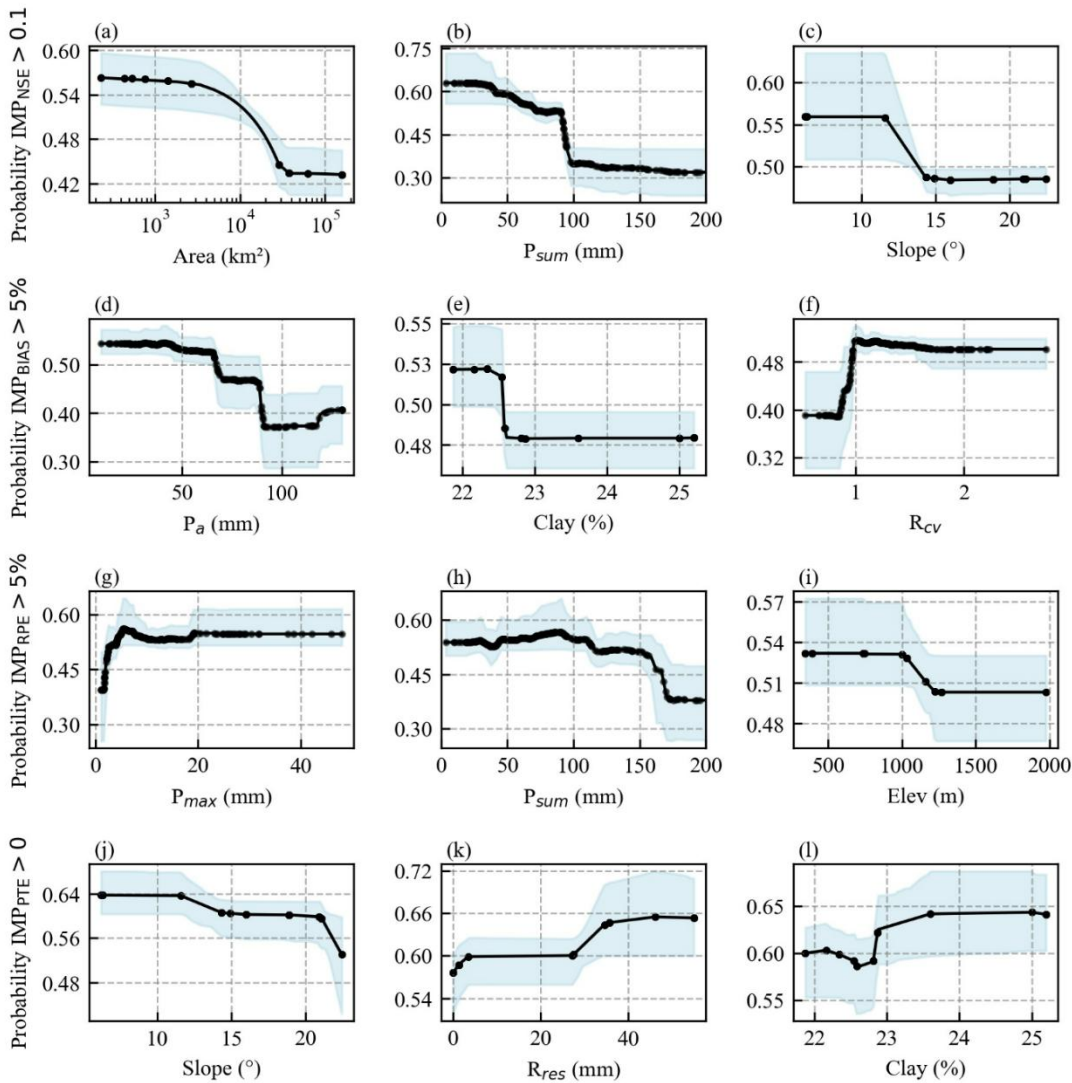 Probability IMP_NSE > 0.1
(a)
0.60
0.54
0.48
0.42
10³ 10⁴ 10⁵
Area (km²)
(b)
0.75
0.60
0.45
0.30
0 50 100 150 200
P_sum (mm)
(c)
0.60
0.55
0.50
10 15 20
Slope (°)
Probability IMP_BIAS > 5%
(d)
0.50
0.40
0.30
50 100
P_a (mm)
(e)
0.55
0.53
0.50
0.48
22 23 24 25
Clay (%)
(f)
0.48
0.40
0.32
1 2
R_cv
Probability IMP_RPE > 5%
(g)
0.60
0.45
0.30
0 20 40
P_max (mm)
(h)
0.60
0.45
0.30
0 50 100 150 200
P_sum (mm)
(i)
0.57
0.54
0.51
0.48
500 1000 1500 2000
Elev (m)
Probability IMP_PTE > 0
(j)
0.64
0.56
0.48
10 15 20
Slope (°)
(k)
0.72
0.66
0.60
0.54
0 20 40
R_res (mm)
(l)
0.65
0.60
0.55
22 23 24 25
Clay (%)